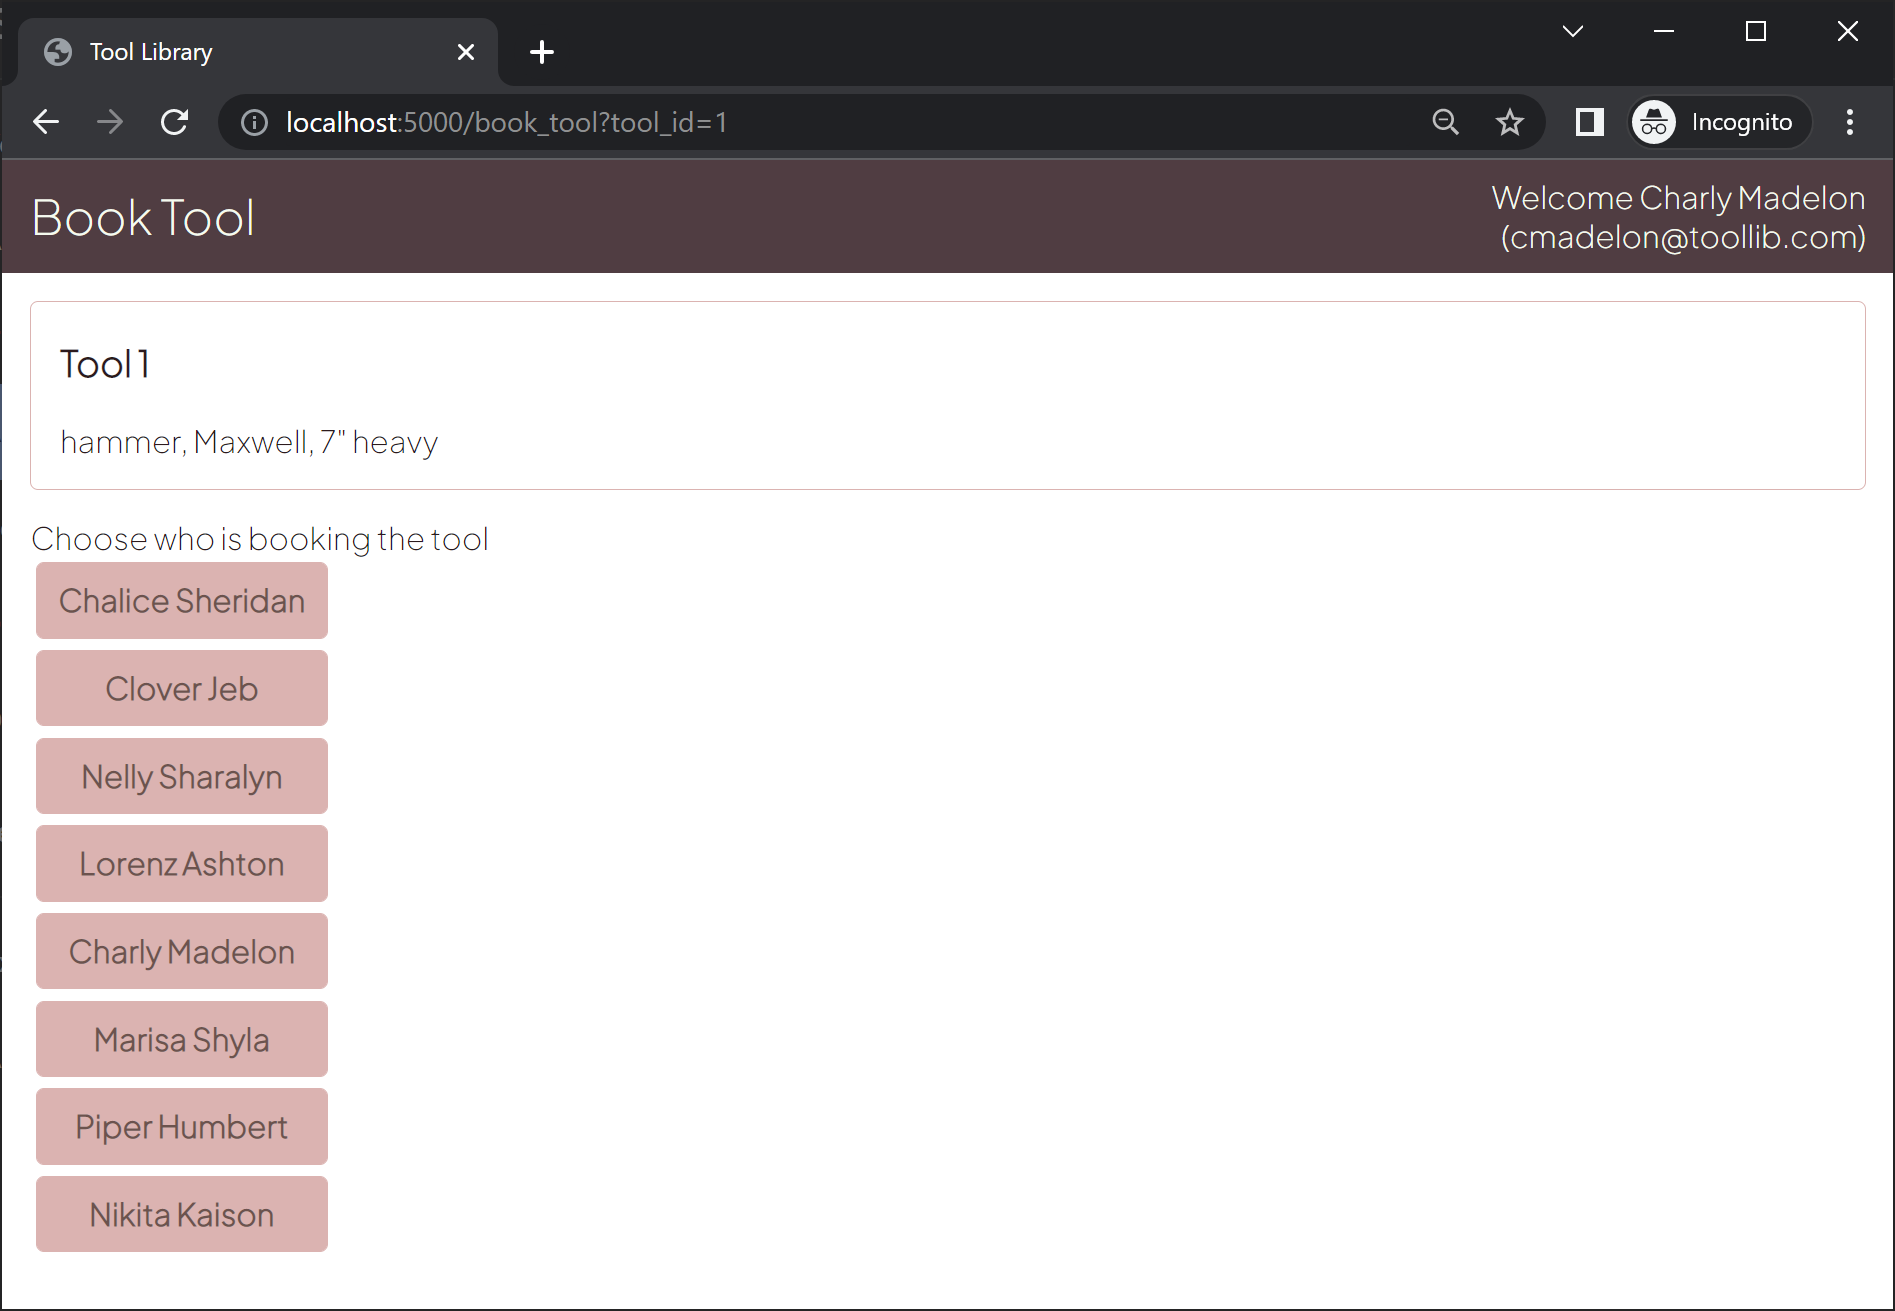 Tool Library
localhost:5000/book_tool?tool_id=1
Incognito
Book Tool
Welcome Charly Madelon
(cmadelon@toollib.com)
Tool 1
hammer, Maxwell, 7" heavy
Choose who is booking the tool
Chalice Sheridan
Clover Jeb
Nelly Sharalyn
Lorenz Ashton
Charly Madelon
Marisa Shyla
Piper Humbert
Nikita Kaison